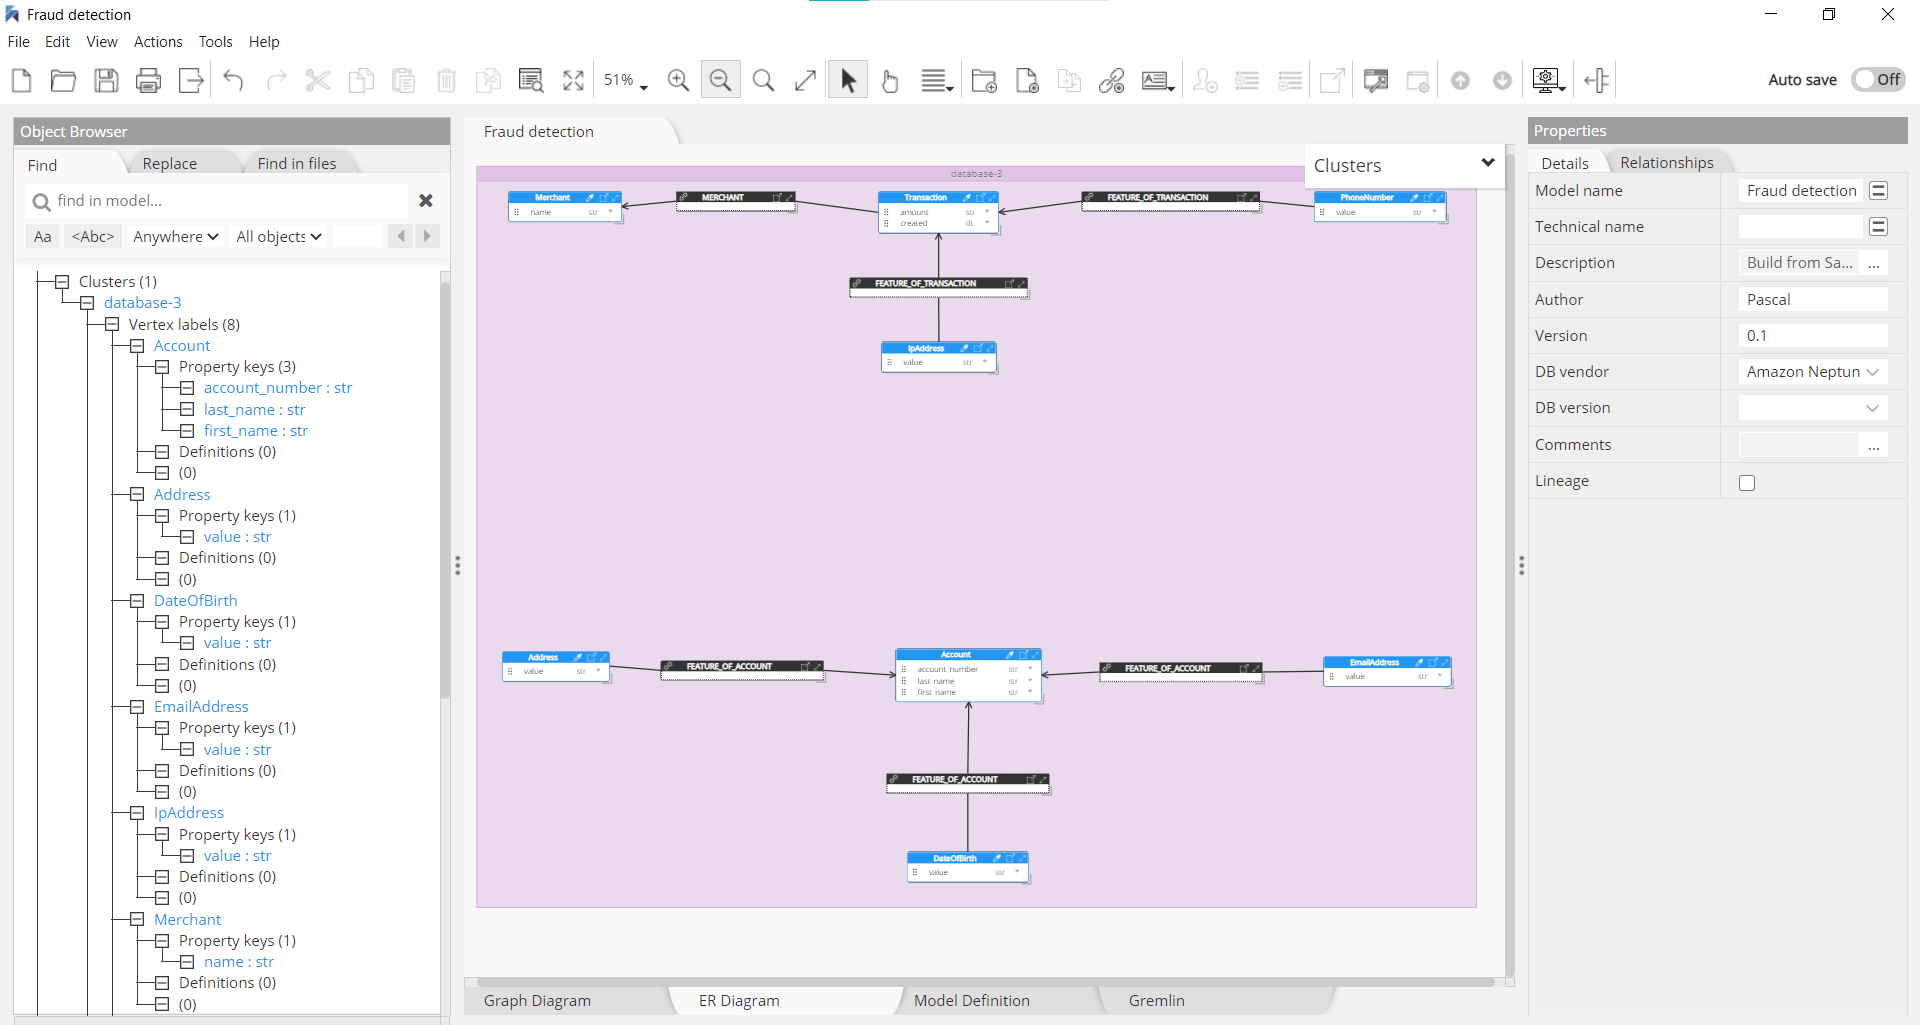 Fraud detection
File Edit View Actions Tools Help
51%
Auto save Off
Object Browser
Find Replace Find in files
find in model...
Aa <Abc> Anywhere All objects
Clusters (1)
database-3
Vertex labels (8)
Account
Property keys (3)
account_number : str
last_name : str
first_name : str
Definitions (0)
(0)
Address
Property keys (1)
value : str
Definitions (0)
(0)
DateOfBirth
Property keys (1)
value : str
Definitions (0)
(0)
EmailAddress
Property keys (1)
value : str
Definitions (0)
(0)
IpAddress
Property keys (1)
value : str
Definitions (0)
(0)
Merchant
Property keys (1)
name : str
Definitions (0)
(0)
Fraud detection
Clusters
database-3
Merchant
name str *
MERCHANT
Transaction
amount str *
created dt *
FEATURE_OF_TRANSACTION
PhoneNumber
value str *
FEATURE_OF_TRANSACTION
IpAddress
value str *
Address
value str *
FEATURE_OF_ACCOUNT
Account
account_number str *
last_name str *
first_name str *
FEATURE_OF_ACCOUNT
EmailAddress
value str *
FEATURE_OF_ACCOUNT
DateOfBirth
value str *
Graph Diagram ER Diagram Model Definition Gremlin
Properties
Details Relationships
Model name Fraud detection
Technical name
Description Build from Sa... ...
Author Pascal
Version 0.1
DB vendor Amazon Neptun
DB version
Comments ...
Lineage